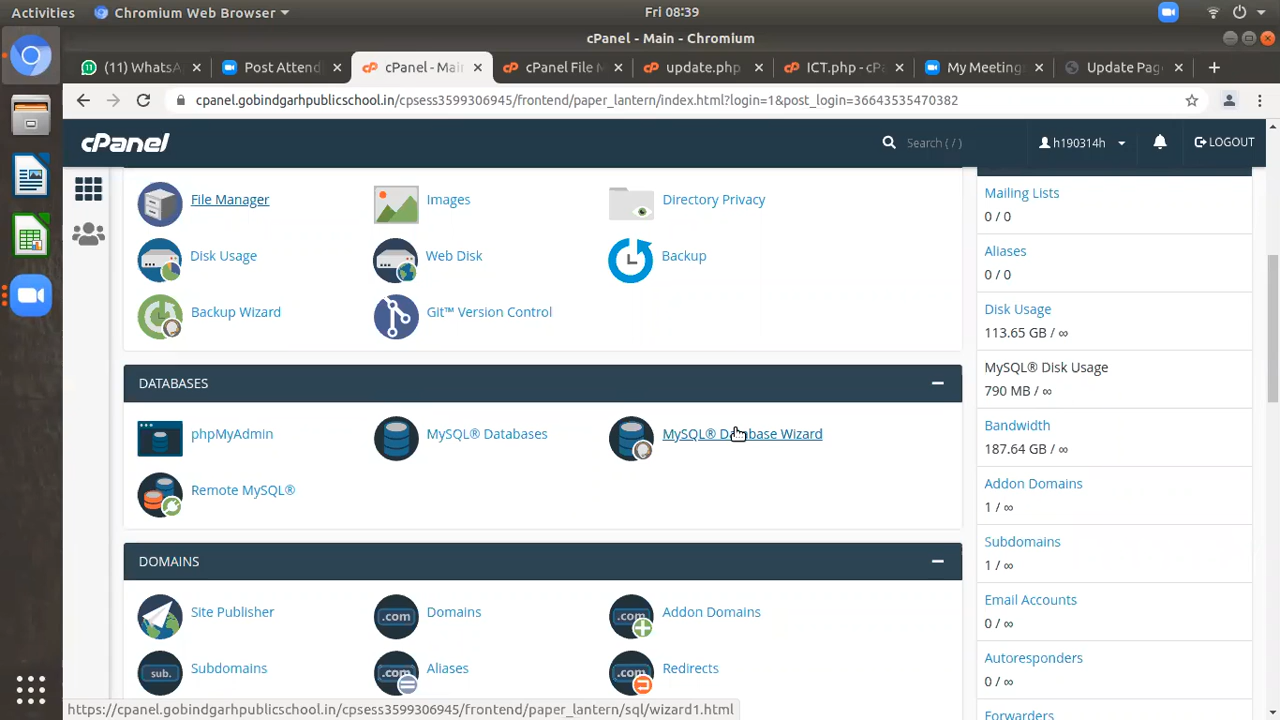 Activities Chromium Web Browser Fri 08:39
cPanel - Main - Chromium
(11) WhatsA Post Attend cPanel - Mai cPanel File M update.php ICT.php - cPa My Meeting Update Pag
cpanel.gobindgarhpublicschool.in/cpsess3599306945/frontend/paper_lantern/index.html?login=1&post_login=36643535470382
cPanel Search ( / ) h190314h LOGOUT
File Manager Images Directory Privacy
Disk Usage Web Disk Backup
Backup Wizard Git™ Version Control
DATABASES
phpMyAdmin MySQL® Databases MySQL® Database Wizard
Remote MySQL®
DOMAINS
.com .com
Site Publisher Domains Addon Domains
sub. .com .com
Subdomains Aliases Redirects
Mailing Lists
0 / 0
Aliases
0 / 0
Disk Usage
113.65 GB / ∞
MySQL® Disk Usage
790 MB / ∞
Bandwidth
187.64 GB / ∞
Addon Domains
1 / ∞
Subdomains
1 / ∞
Email Accounts
0 / ∞
Autoresponders
0 / ∞
Forwarders
https://cpanel.gobindgarhpublicschool.in/cpsess3599306945/frontend/paper_lantern/sql/wizard1.html